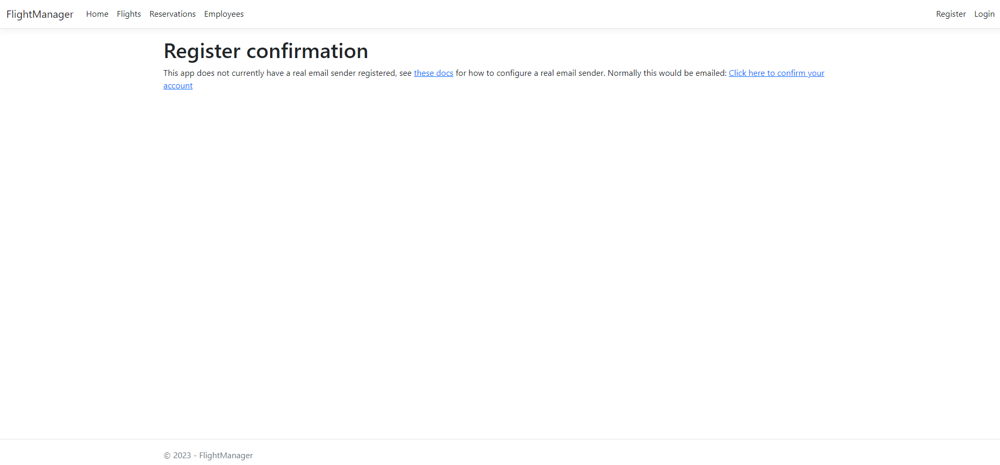 FlightManager Home Flights Reservations Employees Register Login
Register confirmation
This app does not currently have a real email sender registered, see these docs for how to configure a real email sender. Normally this would be emailed: Click here to confirm your
account
© 2023 - FlightManager